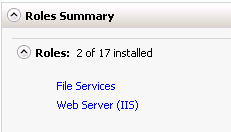 Roles Summary
Roles: 2 of 17 installed
File Services
Web Server (IIS)